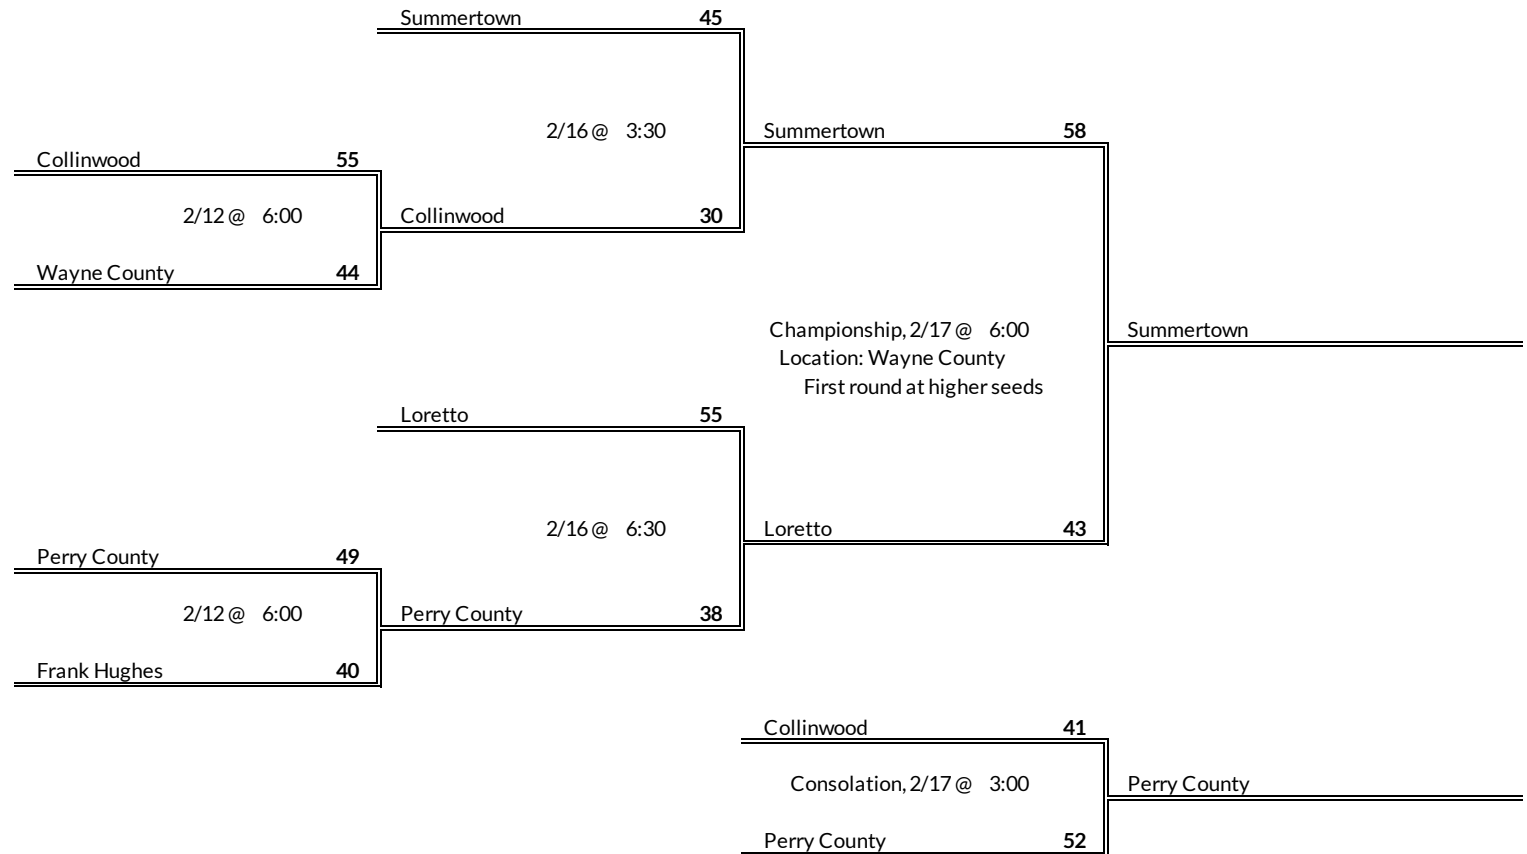 Summertown 45
2/16 @ 3:30
Summertown 58
Collinwood 55
2/12 @ 6:00
Collinwood 30
Wayne County 44
Championship, 2/17 @ 6:00
Summertown
Location: Wayne County
First round at higher seeds
Loretto 55
2/16 @ 6:30
Loretto 43
Perry County 49
2/12 @ 6:00
Perry County 38
Frank Hughes 40
Collinwood 41
Consolation, 2/17 @ 3:00
Perry County
Perry County 52